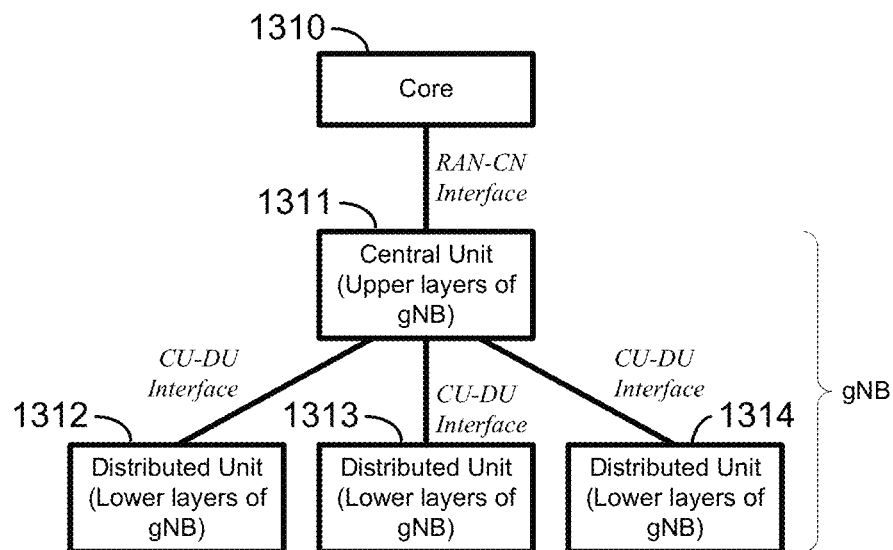 1310
Core
RAN-CN
Interface
1311
Central Unit
(Upper layers of
gNB)
CU-DU
Interface
CU-DU
Interface
CU-DU
Interface
gNB
1312
1313
1314
Distributed Unit
(Lower layers of
gNB)
Distributed Unit
(Lower layers of
gNB)
Distributed Unit
(Lower layers of
gNB)